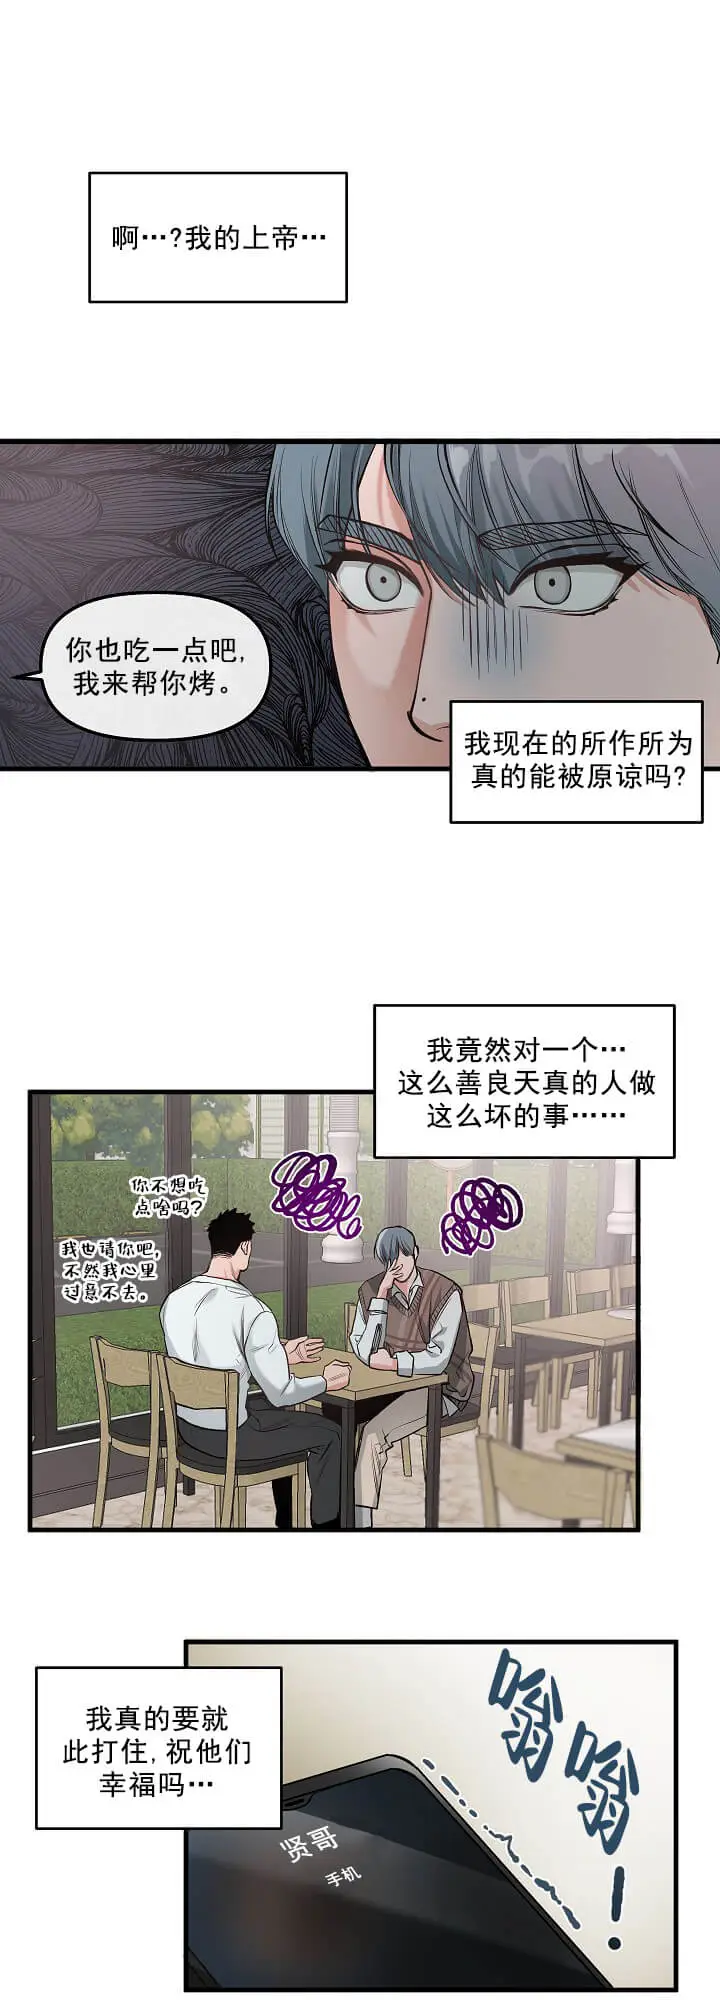 啊…?我的上帝…
你也吃一点吧,
我来帮你烤。
我现在的所作所为
真的能被原谅吗?
我竟然对一个…
这么善良天真的人做
这么坏的事……
你不想吃
点啥吗?
我也请你吧,
不然我心里
过意不去。
我真的要就
此打住,祝他们
幸福吗…
嗡嗡!
贤哥
手机